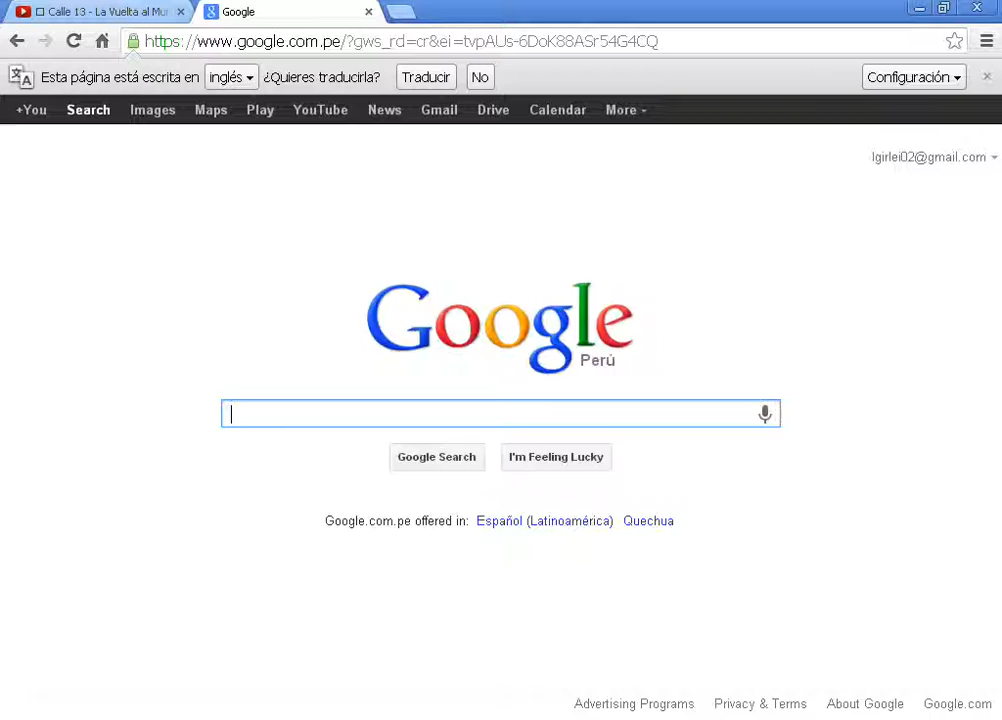 Calle 13 - La Vuelta al Mun
Google
https://www.google.com.pe/?gws_rd=cr&ei=tvpAUs-6DoK88ASr54G4CQ
Esta página está escrita en inglés ¿Quieres traducirla? Traducir No Configuración
+You Search Images Maps Play YouTube News Gmail Drive Calendar More
lgirlei02@gmail.com
Google
Perú
Google Search I'm Feeling Lucky
Google.com.pe offered in: Español (Latinoamérica) Quechua
Advertising Programs Privacy & Terms About Google Google.com